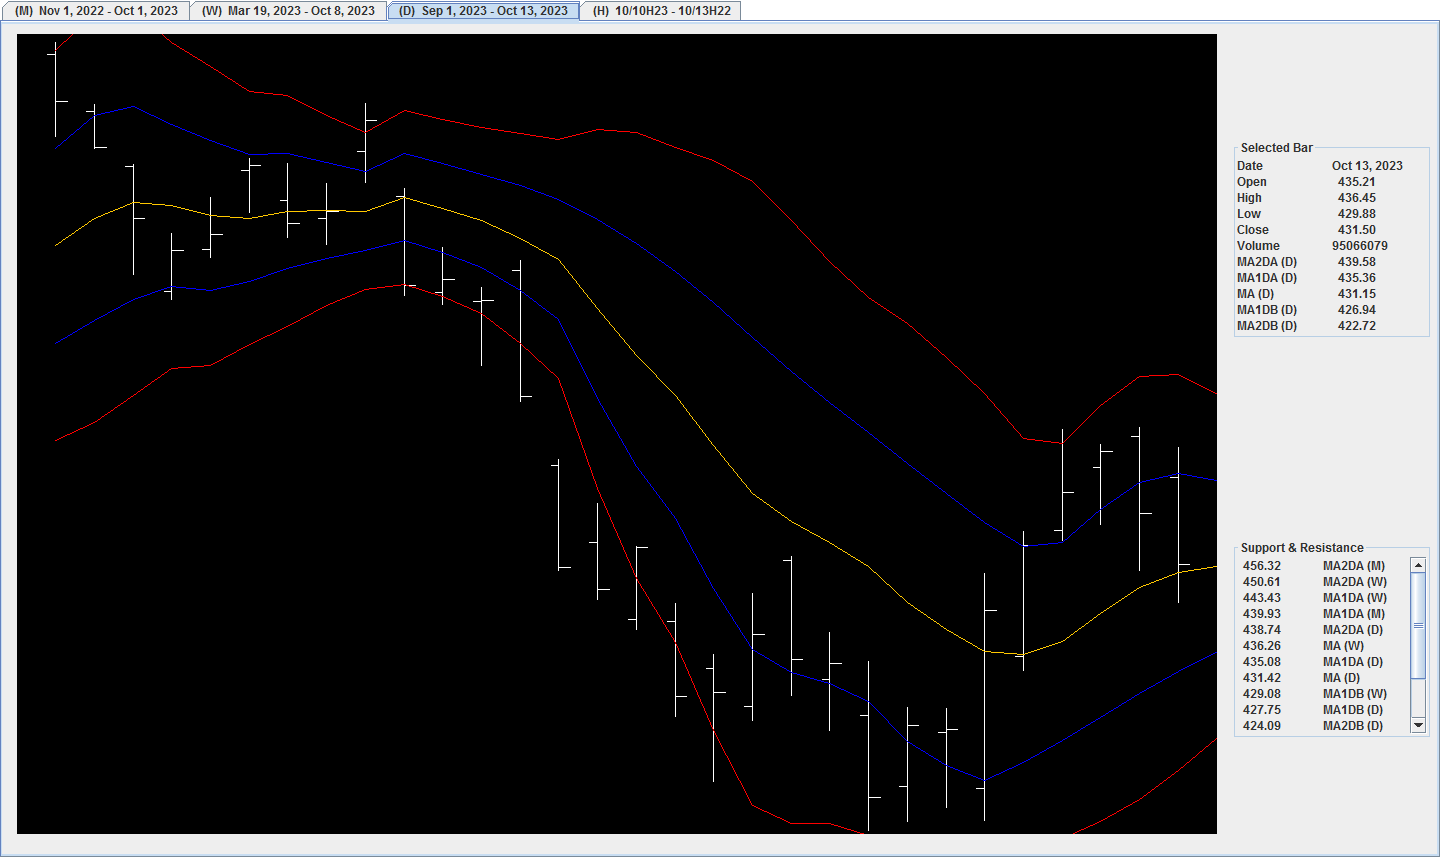 (M) Nov 1, 2022 - Oct 1, 2023 (W) Mar 19, 2023 - Oct 8, 2023 (D) Sep 1, 2023 - Oct 13, 2023 (H) 10/10H23 - 10/13H22
Selected Bar
Date Oct 13, 2023
Open 435.21
High 436.45
Low 429.88
Close 431.50
Volume 95066079
MA2DA (D) 439.58
MA1DA (D) 435.36
MA (D) 431.15
MA1DB (D) 426.94
MA2DB (D) 422.72
Support & Resistance
456.32 MA2DA (M)
450.61 MA2DA (W)
443.43 MA1DA (W)
439.93 MA1DA (M)
438.74 MA2DA (D)
436.26 MA (W)
435.08 MA1DA (D)
431.42 MA (D)
429.08 MA1DB (W)
427.75 MA1DB (D)
424.09 MA2DB (D)